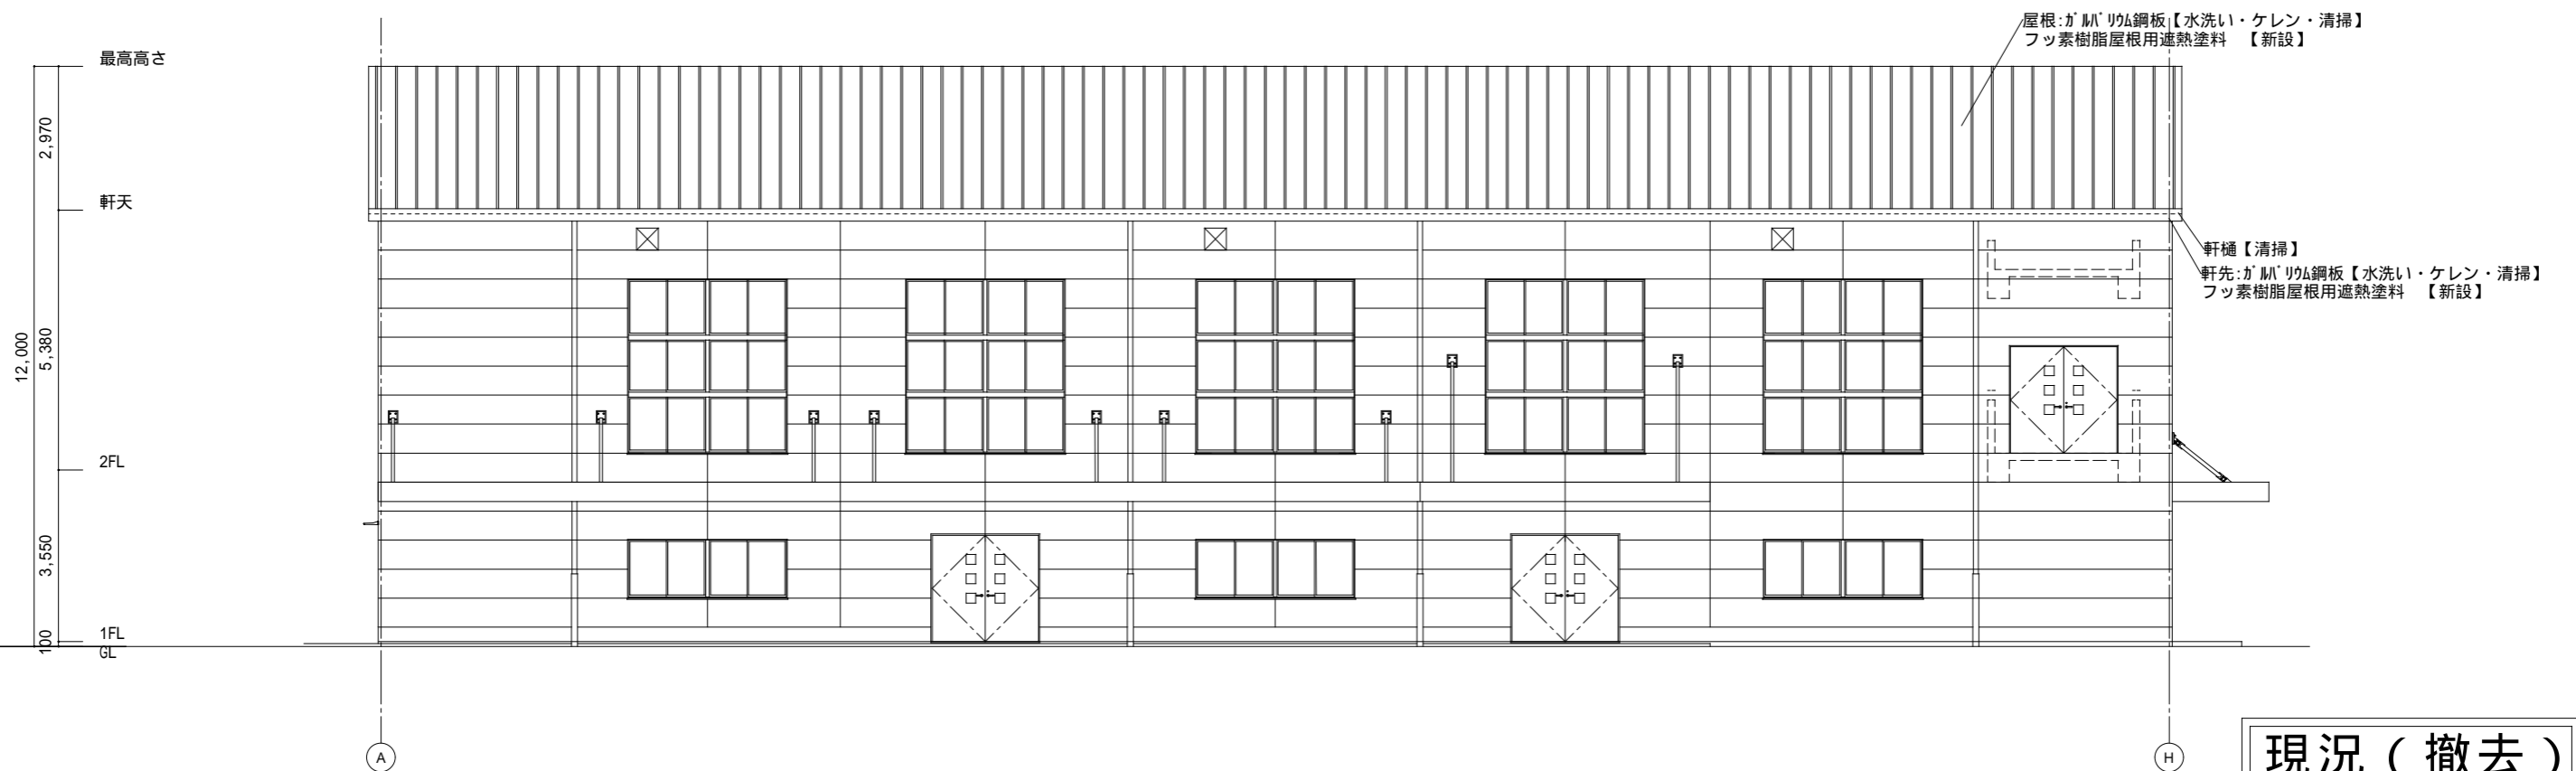 屋根:ｶﾞﾙﾊﾞﾘｳﾑ鋼板【水洗い・ケレン・清掃】
フッ素樹脂屋根用遮熱塗料　【新設】
最高高さ
2,970
軒天
軒樋【清掃】
軒先:ｶﾞﾙﾊﾞﾘｳﾑ鋼板【水洗い・ケレン・清掃】
フッ素樹脂屋根用遮熱塗料　【新設】
12,000
5,380
2FL
3,550
1FL
100
GL
A
H
現況（撤去）